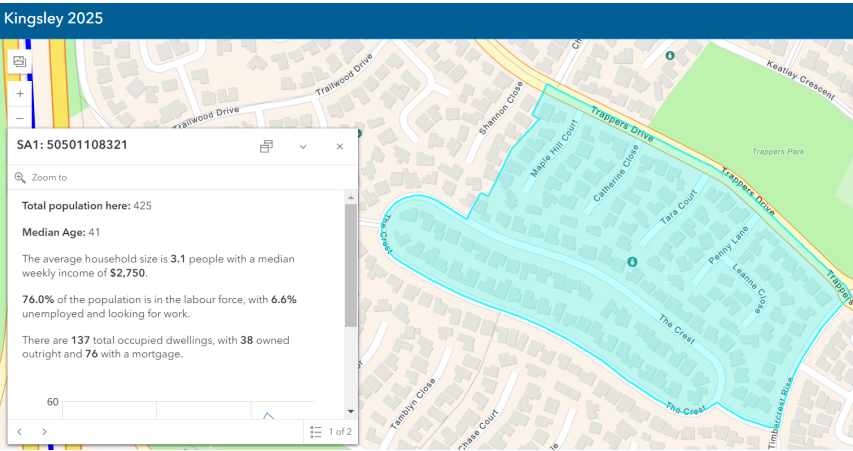 Kingsley 2025
Keatley Crescent
Trailwood Drive
Trailwood Drive
Shannon Close
Trappers Drive
Trappers Park
Maple Hill Court
Catherine Close
Trappers Drive
Tara Court
The Crest
Penny Lane
Leanne Close
Trappers
The Crest
The Crest
Timbercrest Rise
Tamblyn Close
Chase Court
SA1: 50501108321
Zoom to
Total population here: 425
Median Age: 41
The average household size is 3.1 people with a median
weekly income of $2,750.
76.0% of the population is in the labour force, with 6.6%
unemployed and looking for work.
There are 137 total occupied dwellings, with 38 owned
outright and 76 with a mortgage.
60
1 of 2